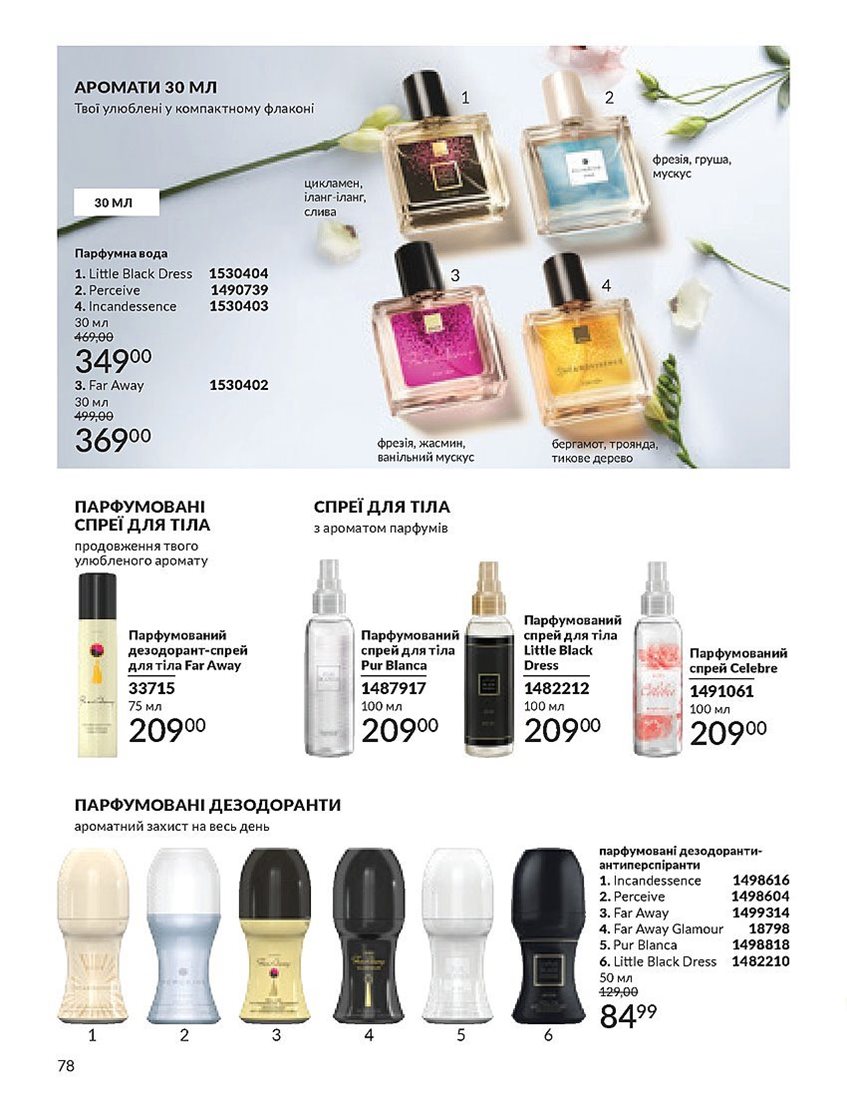 АРОМАТИ 30 МЛ
Твої улюблені у компактному флаконі
1
2
фрезія, груша,
мускус
цикламен,
іланг-іланг,
слива
30 МЛ
Парфумна вода
1. Little Black Dress 1530404
2. Perceive 1490739
4. Incandessence 1530403
30 мл
469,00
349 00
3. Far Away 1530402
30 мл
499,00
369 00
3
4
фрезія, жасмин,
ванільний мускус
бергамот, троянда,
тикове дерево
ПАРФУМОВАНІ
СПРЕЇ ДЛЯ ТІЛА
продовження твого
улюбленого аромату
СПРЕЇ ДЛЯ ТІЛА
з ароматом парфумів
Парфумований
дезодорант-спрей
для тіла Far Away
33715
75 мл
209 00
Парфумований
спрей для тіла
Pur Blanca
1487917
100 мл
209 00
Парфумований
спрей для тіла
Little Black
Dress
1482212
100 мл
209 00
Парфумований
спрей Celebre
1491061
100 мл
209 00
ПАРФУМОВАНІ ДЕЗОДОРАНТИ
ароматний захист на весь день
1
2
3
4
5
6
парфумовані дезодоранти-
антиперспіранти
1. Incandessence 1498616
2. Perceive 1498604
3. Far Away 1499314
4. Far Away Glamour 18798
5. Pur Blanca 1498818
6. Little Black Dress 1482210
50 мл
129,00
84 99
78